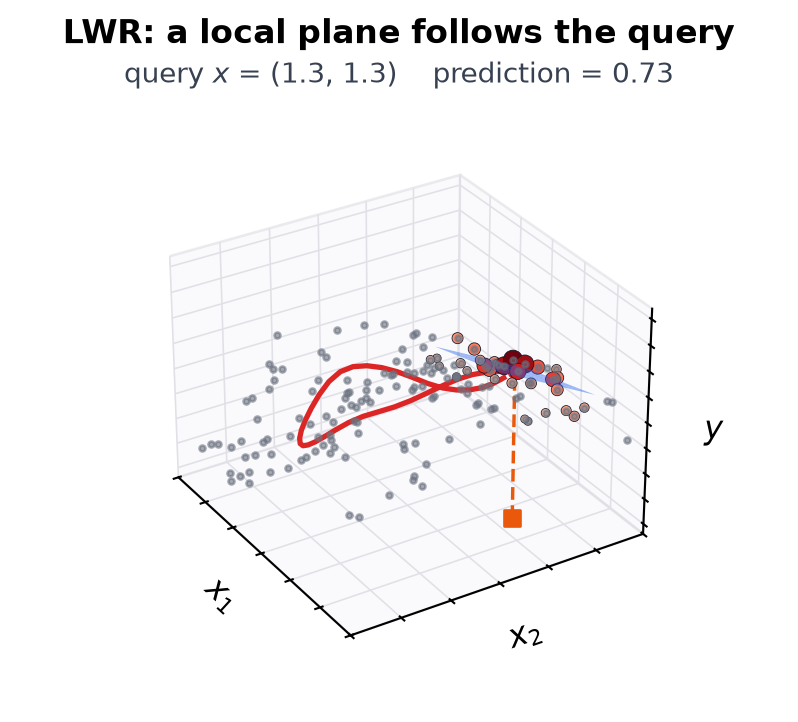 LWR: a local plane follows the query
query x = (1.3, 1.3)    prediction = 0.73
y
x₁
x₂